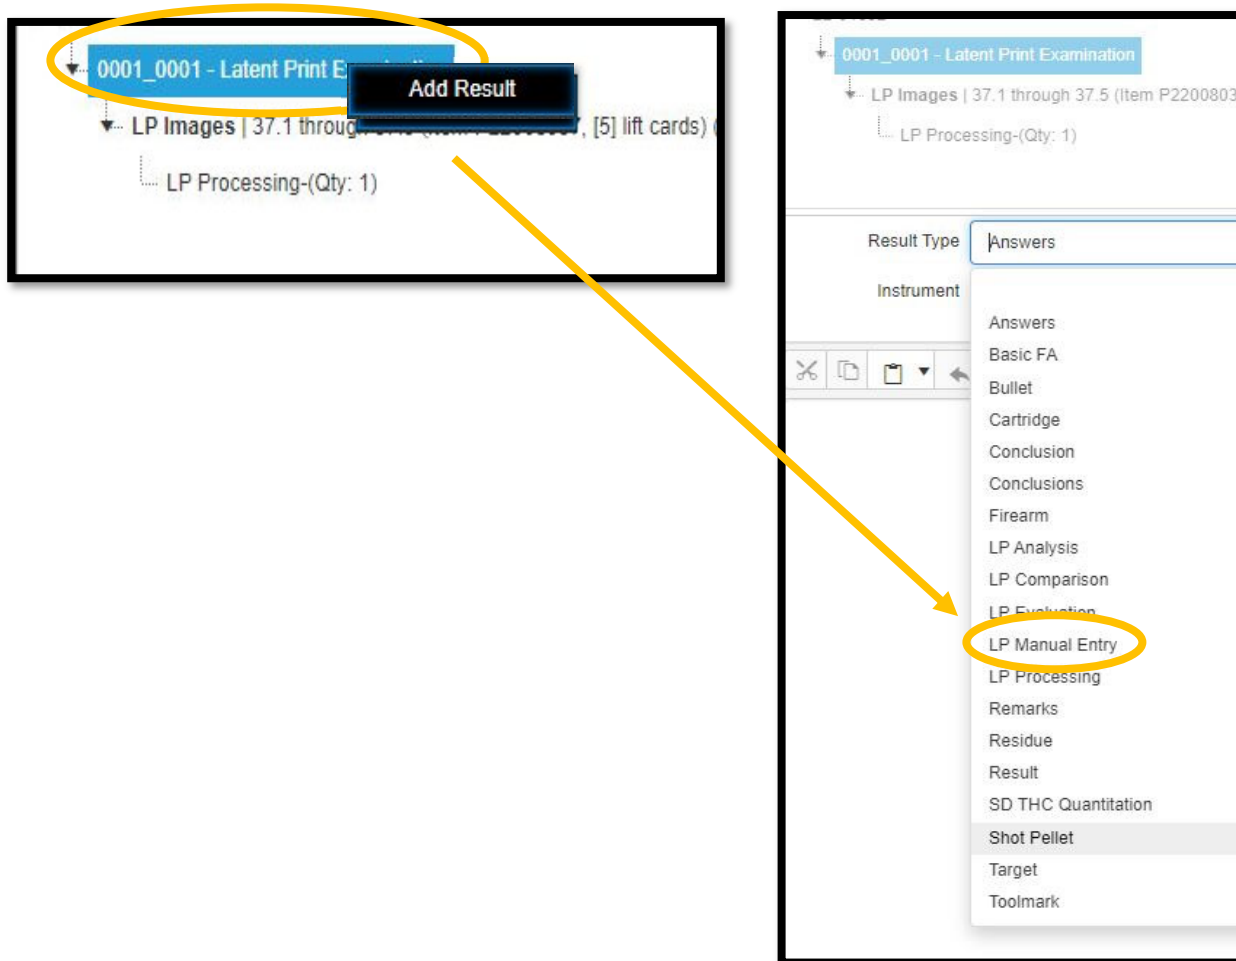 0001_0001 - Latent Print
Add Result
LP Images | 37.1 through [5] lift cards)
LP Processing-(Qty: 1)
0001_0001 - Latent Print Examination
LP Images | 37.1 through 37.5 (Item P2200803
LP Processing-(Qty: 1)
Result Type
Answers
Instrument
Answers
Basic FA
Bullet
Cartridge
Conclusion
Conclusions
Firearm
LP Analysis
LP Comparison
LP Evaluation
LP Manual Entry
LP Processing
Remarks
Residue
Result
SD THC Quantitation
Shot Pellet
Target
Toolmark